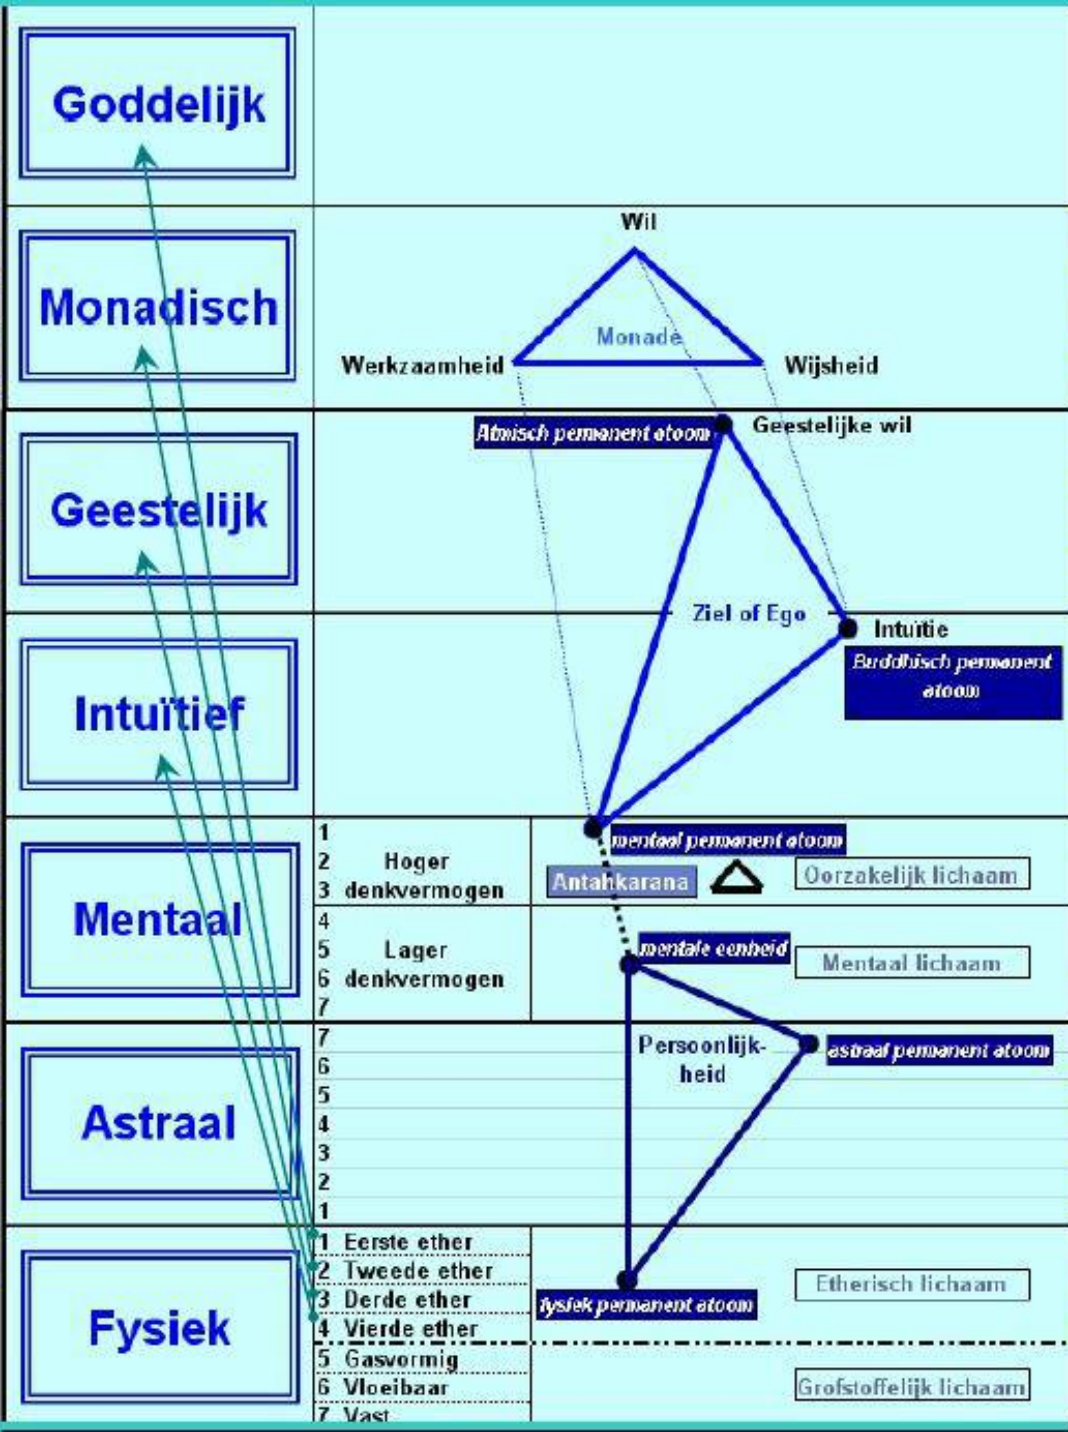 Goddelijk
Monadisch
Wil
Monade
Werkzaamheid
Wijsheid
Geestelijk
Atmisch permanent atoom
Geestelijke wil
Ziel of Ego
Intuïtief
Intuïtie
Buddhisch permanent
atoom
Mentaal
1
2 Hoger
3 denkvermogen
mentaal permanent atoom
Antahkarana
Oorzakelijk lichaam
4
5 Lager
6 denkvermogen
7
mentale eenheid
Mentaal lichaam
Astraal
7
6
5
4
3
2
1
Persoonlijk-
heid
astraal permanent atoom
Fysiek
1 Eerste ether
2 Tweede ether
3 Derde ether
4 Vierde ether
5 Gasvormig
6 Vloeibaar
7 Vast
fysiek permanent atoom
Etherisch lichaam
Grofstoffelijk lichaam